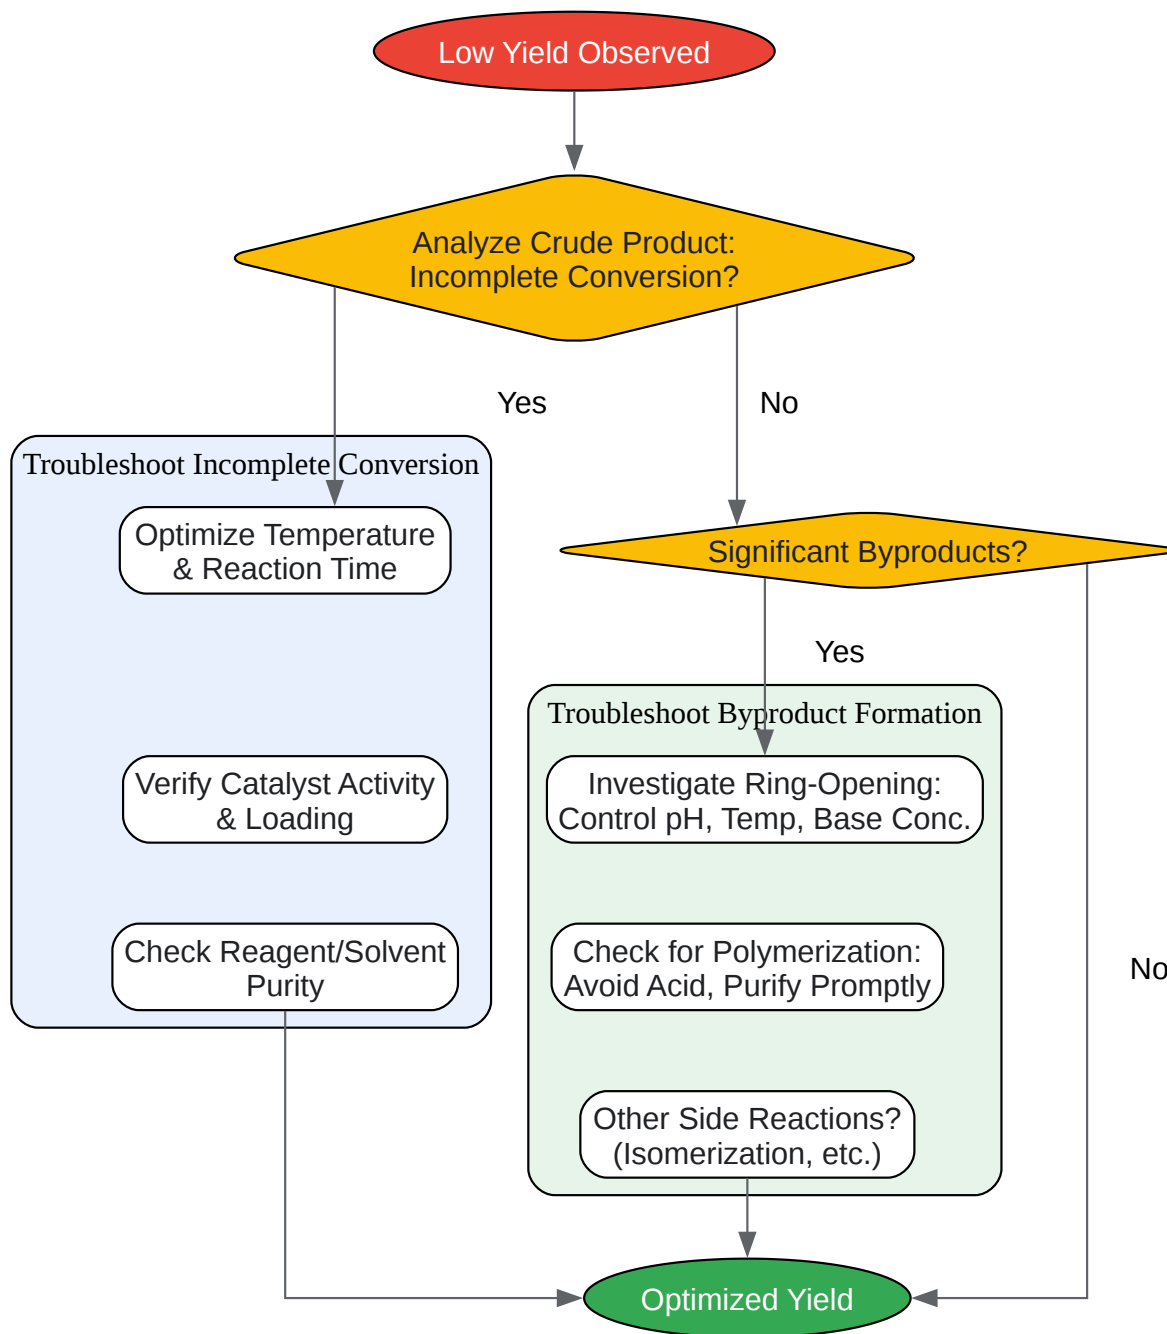 Low Yield Observed
Analyze Crude Product:
Incomplete Conversion?
Yes
No
Troubleshoot Incomplete Conversion
Optimize Temperature
& Reaction Time
Verify Catalyst Activity
& Loading
Check Reagent/Solvent
Purity
Significant Byproducts?
Yes
No
Troubleshoot Byproduct Formation
Investigate Ring-Opening:
Control pH, Temp, Base Conc.
Check for Polymerization:
Avoid Acid, Purify Promptly
Other Side Reactions?
(Isomerization, etc.)
Optimized Yield